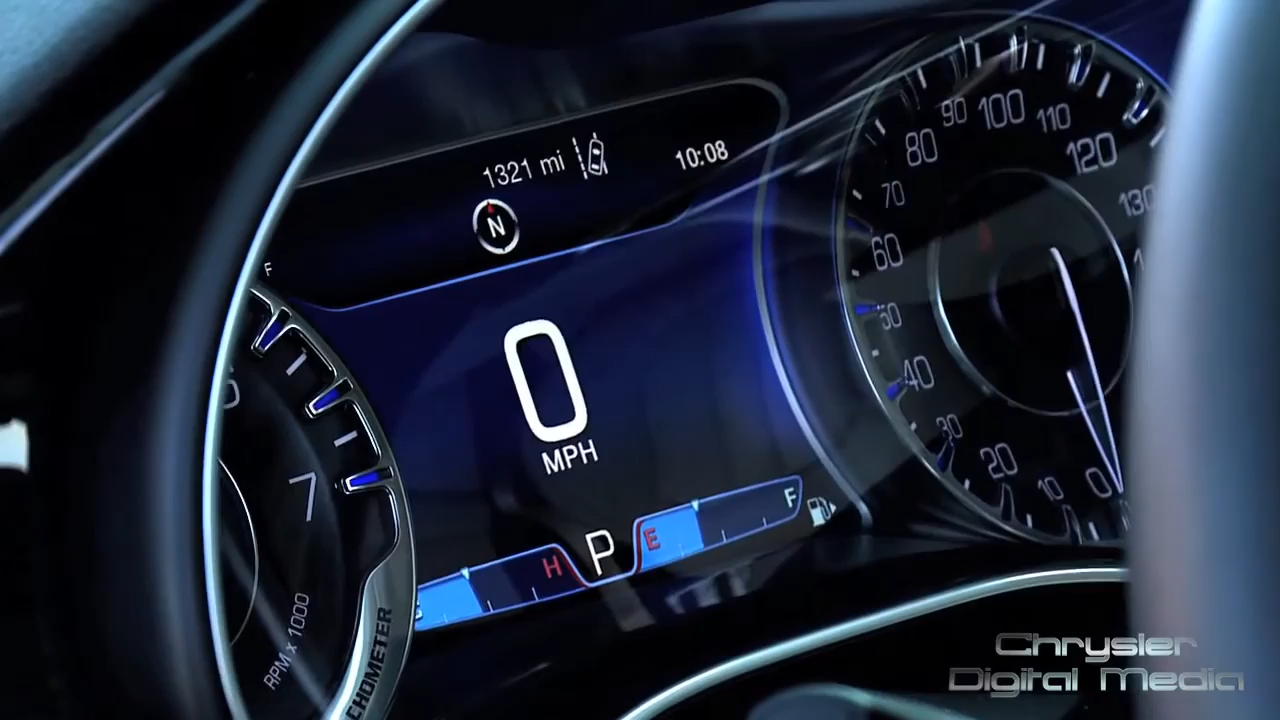 1321 mi
10:08
N
F
0
MPH
H
P
E
F
7
RPM x 1000
CHOMETER
0
10
20
30
40
50
60
70
80
90
100
110
120
130
Chrysler
Digital Media